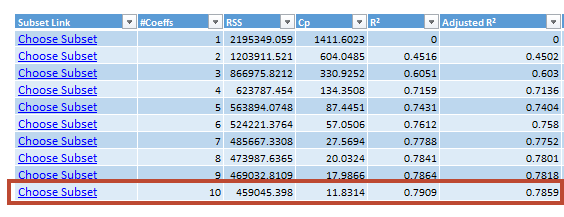 Subset Link #Coeffs RSS Cp R² Adjusted R²
Choose Subset 1 2195349.059 1411.6023 0 0
Choose Subset 2 1203911.521 604.0485 0.4516 0.4502
Choose Subset 3 866975.8212 330.9252 0.6051 0.603
Choose Subset 4 623787.454 134.3508 0.7159 0.7136
Choose Subset 5 563894.0748 87.4451 0.7431 0.7404
Choose Subset 6 524221.3764 57.0506 0.7612 0.758
Choose Subset 7 485667.3308 27.5694 0.7788 0.7752
Choose Subset 8 473987.6365 20.0324 0.7841 0.7801
Choose Subset 9 469032.8109 17.9866 0.7864 0.7818
Choose Subset 10 459045.398 11.8314 0.7909 0.7859